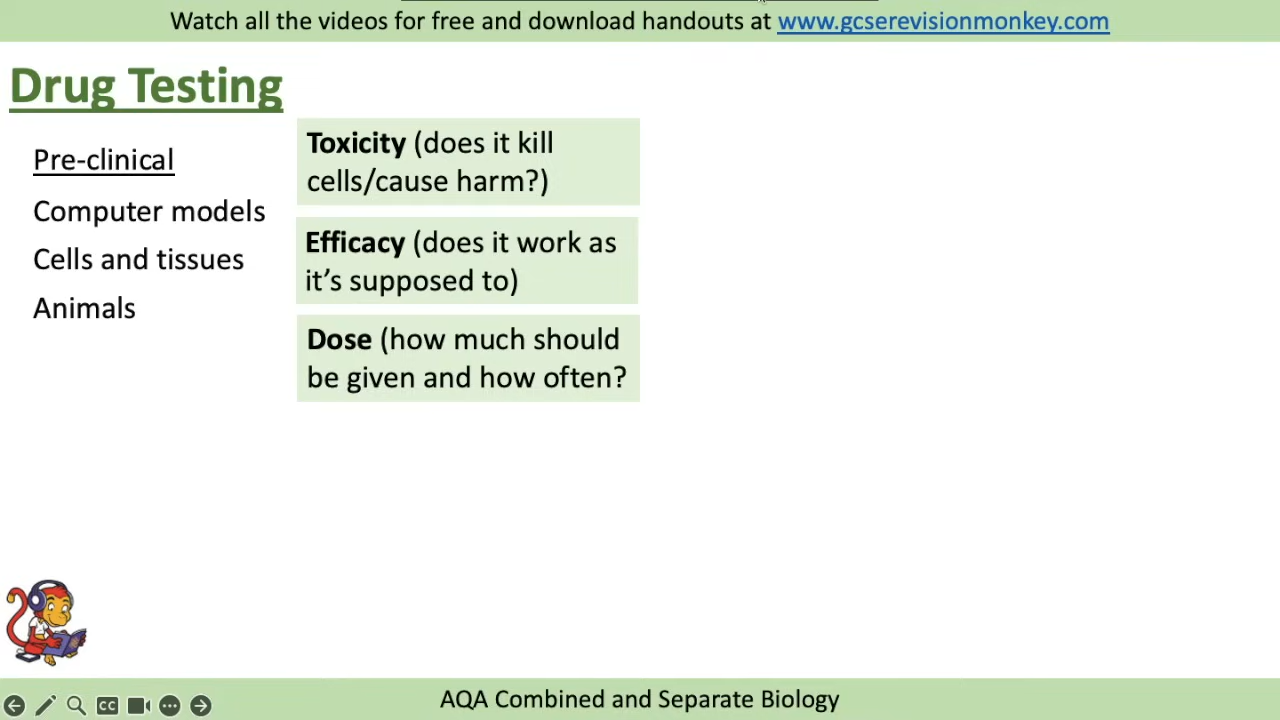 Watch all the videos for free and download handouts at www.gcserevisionmonkey.com
Drug Testing
Pre-clinical
Computer models
Cells and tissues
Animals
Toxicity (does it kill
cells/cause harm?)
Efficacy (does it work as
it’s supposed to)
Dose (how much should
be given and how often?
CC
AQA Combined and Separate Biology